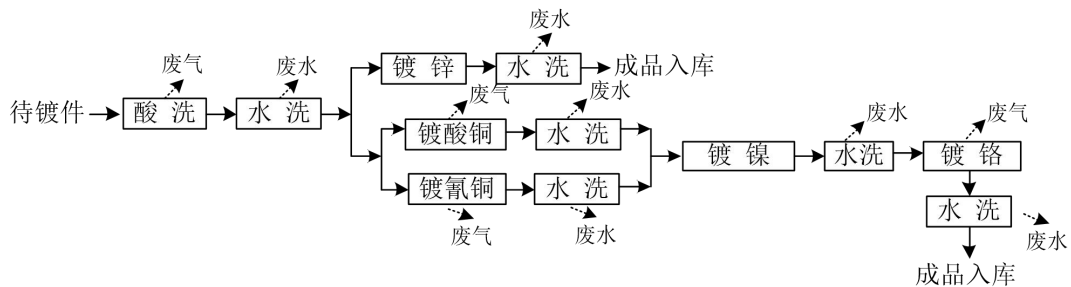 废水
废气
废水
镀 锌
水 洗
成品入库
待镀件
酸 洗
水 洗
废气
废水
镀酸铜
水 洗
废水
废气
镀 镍
水洗
镀 铬
镀氰铜
水 洗
水 洗
废气
废水
废水
成品入库